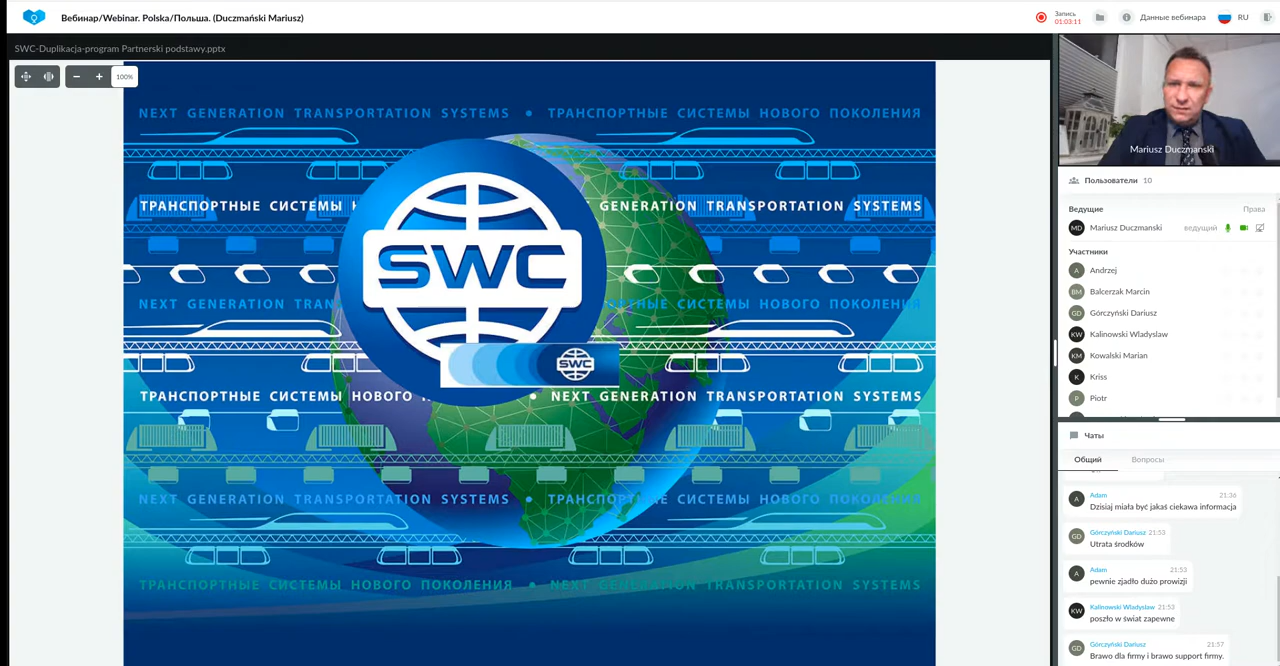 Вебинар/Webinar. Polska/Польша. (Duczmański Mariusz)
Запись
01:03:11
Данные вебинара
RU
SWC-Duplikacja-program Partnerski podstawy.pptx
100%
NEXT GENERATION TRANSPORTATION SYSTEMS • ТРАНСПОРТНЫЕ СИСТЕМЫ НОВОГО ПОКОЛЕНИЯ
ТРАНСПОРТНЫЕ СИСТЕМЫ
GENERATION TRANSPORTATION SYSTEMS
SWC
NEXT GENERATION
СИСТЕМЫ НОВОГО ПОКОЛЕНИЯ
SWC
ТРАНСПОРТНЫЕ СИСТЕМЫ НОВОГО
• NEXT GENERATION TRANSPORTATION SYSTEMS
NEXT GENERATION TRANSPORTATION SYSTEMS • ТРАНСПОРТНЫЕ СИСТЕМЫ НОВОГО ПОКОЛЕНИЯ
ТРАНСПОРТНЫЕ СИСТЕМЫ НОВОГО ПОКОЛЕНИЯ • NEXT GENERATION TRANSPORTATION SYSTEMS
Mariusz Duczmanski
Пользователи 10
Ведущие Права
MD Mariusz Duczmanski ведущий
Участники
A Andrzej
BM Balcerzak Marcin
GD Górczyński Dariusz
KW Kalinowski Wladyslaw
KM Kowalski Marian
K Kriss
P Piotr
Чаты
Общий Вопросы
A Adam 21:36
Dzisiaj miała być jakaś ciekawa informacja
GD Górczyński Dariusz 21:53
Utrata środków
A Adam 21:53
pewnie zjadło dużo prowizji
KW Kalinowski Wladyslaw 21:53
poszło w świat zapewne
GD Górczyński Dariusz 21:57
Brawo dla firmy i brawo support firmy.